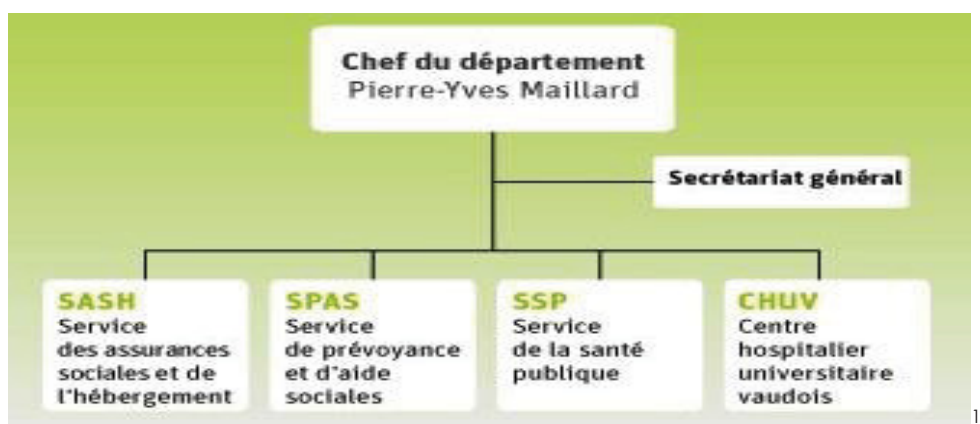 Chef du département
Pierre-Yves Maillard
Secrétariat général
SASH
Service
des assurances
sociales et de
l'hébergement
SPAS
Service
de prévoyance
et d'aide
sociales
SSP
Service
de la santé
publique
CHUV
Centre
hospitalier
universitaire
vaudois
1